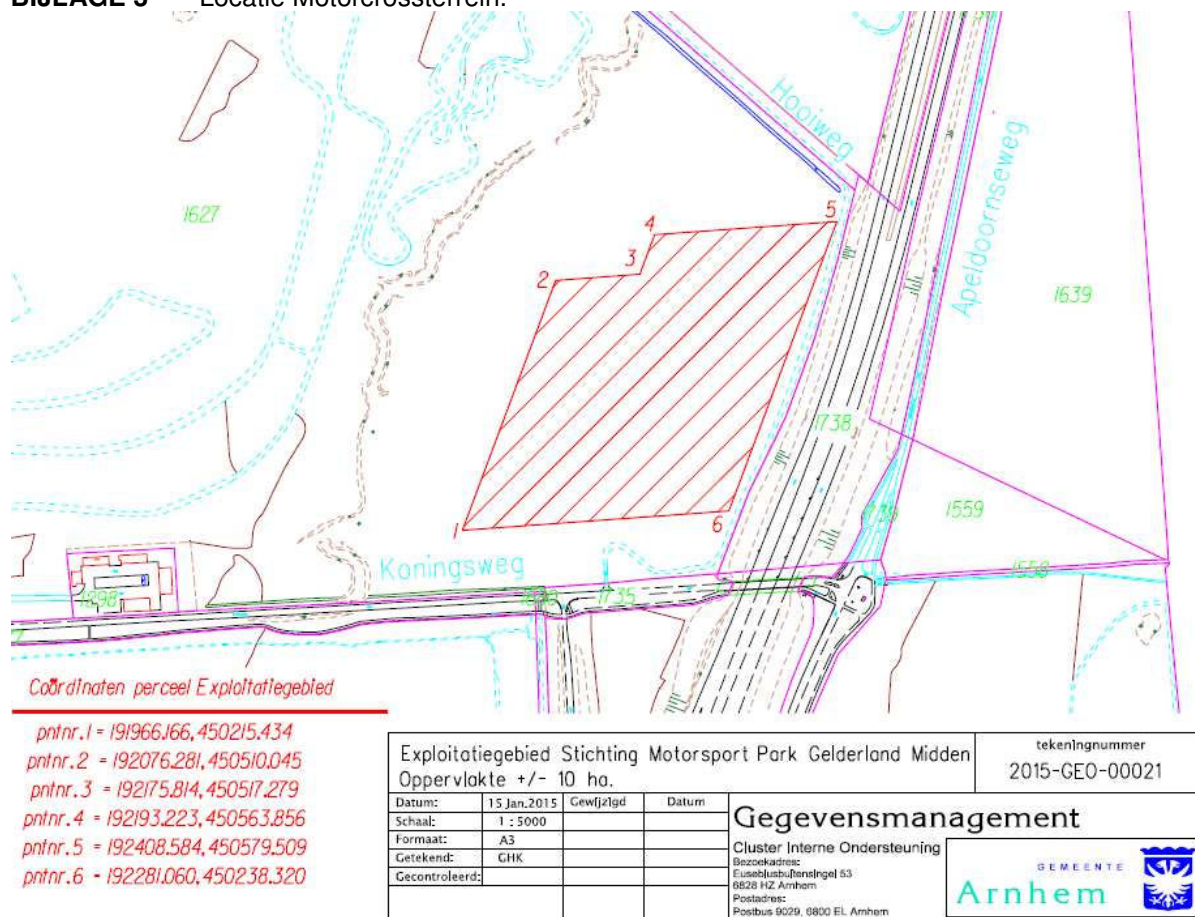 BIJLAGE 3 Locatie Motorcrossterrein.
Hooiweg
Apeldoornseweg
1627
4
5
3
2
1639
1738
1559
1
6
Koningsweg
1558
1298
1735
Coördinaten perceel Exploitatiegebied
pntnr.1 = 191966.166,450215.434
pntnr.2 = 192076.281,450510.045
pntnr.3 = 192175.814,450517.279
pntnr.4 = 192193.223,450563.856
pntnr.5 = 192408.584,450579.509
pntnr.6 = 192281.060,450238.320
Exploitatiegebied Stichting Motorsport Park Gelderland Midden
Oppervlakte +/- 10 ha.
tekeningnummer
2015-GEO-00021
Datum: 15 Jan.2015 Gewijzigd Datum
Schaal: 1 : 5000
Formaat: A3
Getekend: GHK
Gecontroleerd:
Gegevensmanagement
Cluster Interne Ondersteuning
Bezoekadres:
Eusebiusbuitensingel 53
6828 HZ Arnhem
Postadres:
Postbus 9029, 6800 EL Arnhem
GEMEENTE
Arnhem